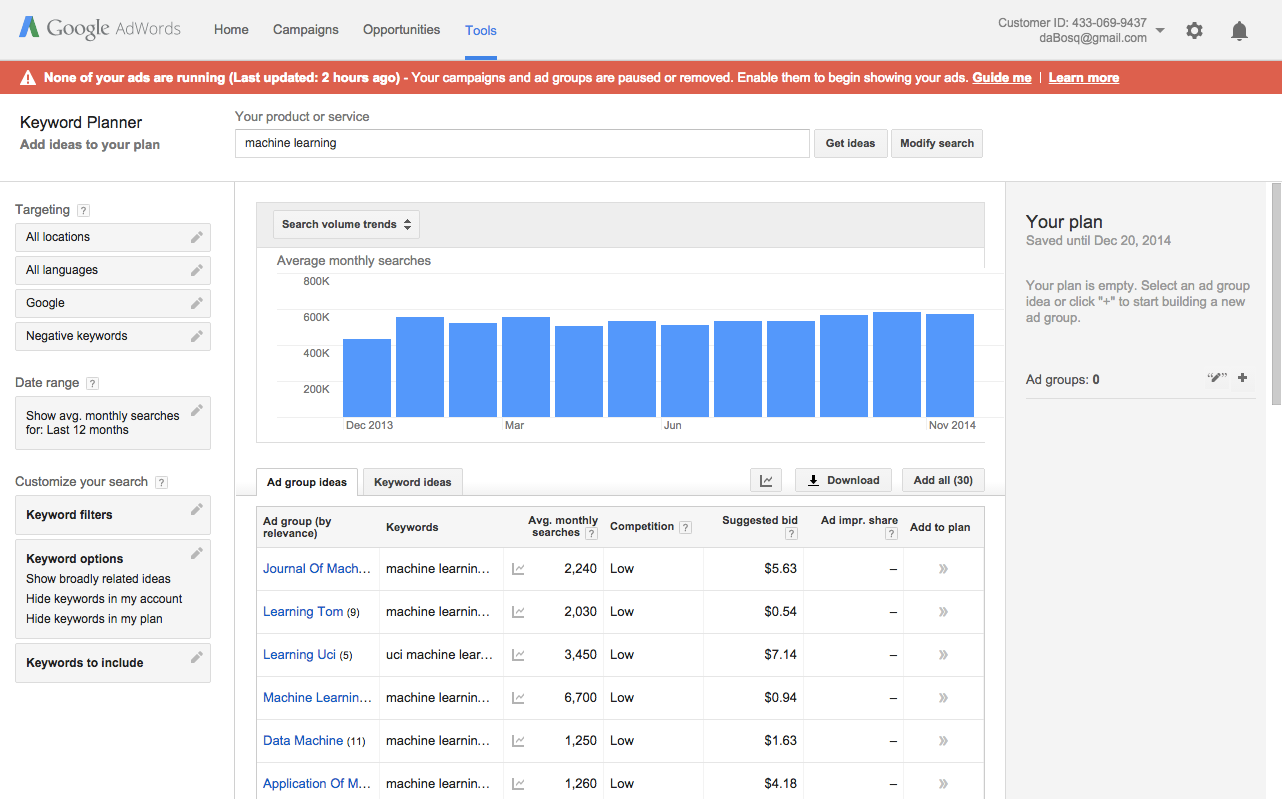 Google AdWords
Home Campaigns Opportunities Tools
Customer ID: 433-069-9437
daBosq@gmail.com
None of your ads are running (Last updated: 2 hours ago) - Your campaigns and ad groups are paused or removed. Enable them to begin showing your ads. Guide me | Learn more
Keyword Planner
Add ideas to your plan
Your product or service
machine learning
Get ideas
Modify search
Targeting ?
All locations
All languages
Google
Negative keywords
Date range ?
Show avg. monthly searches
for: Last 12 months
Customize your search ?
Keyword filters
Keyword options
Show broadly related ideas
Hide keywords in my account
Hide keywords in my plan
Keywords to include
Search volume trends
Average monthly searches
800K
600K
400K
200K
Dec 2013 Mar Jun Nov 2014
Ad group ideas Keyword ideas Download Add all (30)
Ad group (by
relevance)
Keywords
Avg. monthly
searches ?
Competition ?
Suggested bid
?
Ad impr. share
?
Add to plan
Journal Of Mach... machine learnin... 2,240 Low $5.63 – »
Learning Tom (9) machine learnin... 2,030 Low $0.54 – »
Learning Uci (5) uci machine lear... 3,450 Low $7.14 – »
Machine Learnin... machine learnin... 6,700 Low $0.94 – »
Data Machine (11) machine learnin... 1,250 Low $1.63 – »
Application Of M... machine learnin... 1,260 Low $4.18 – »
Your plan
Saved until Dec 20, 2014
Your plan is empty. Select an ad group
idea or click "+" to start building a new
ad group.
Ad groups: 0